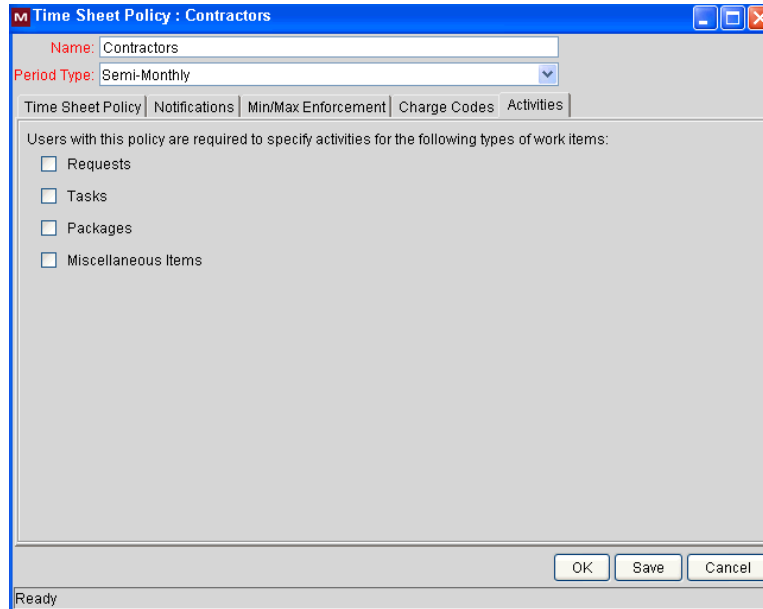 M Time Sheet Policy : Contractors
Name: Contractors
Period Type: Semi-Monthly
Time Sheet Policy Notifications Min/Max Enforcement Charge Codes Activities
Users with this policy are required to specify activities for the following types of work items:
Requests
Tasks
Packages
Miscellaneous Items
OK Save Cancel
Ready